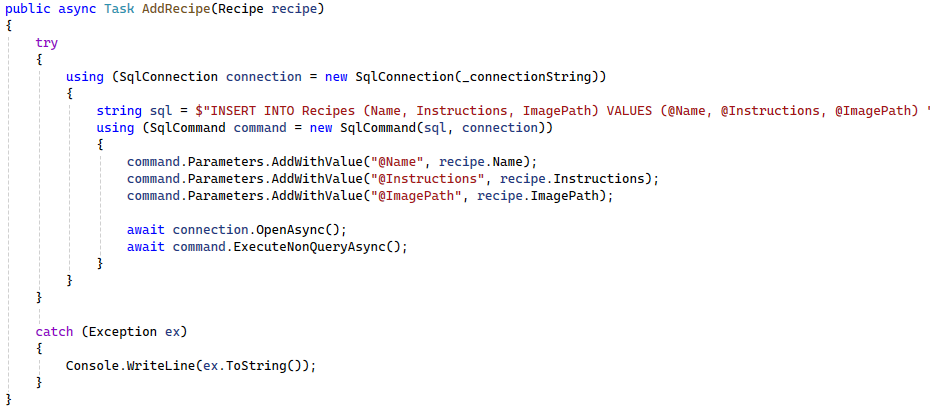 public async Task AddRecipe(Recipe recipe)
{
try
{
using (SqlConnection connection = new SqlConnection(_connectionString))
{
string sql = $"INSERT INTO Recipes (Name, Instructions, ImagePath) VALUES (@Name, @Instructions, @ImagePath) '
using (SqlCommand command = new SqlCommand(sql, connection))
{
command.Parameters.AddWithValue("@Name", recipe.Name);
command.Parameters.AddWithValue("@Instructions", recipe.Instructions);
command.Parameters.AddWithValue("@ImagePath", recipe.ImagePath);
await connection.OpenAsync();
await command.ExecuteNonQueryAsync();
}
}
}
catch (Exception ex)
{
Console.WriteLine(ex.ToString());
}
}